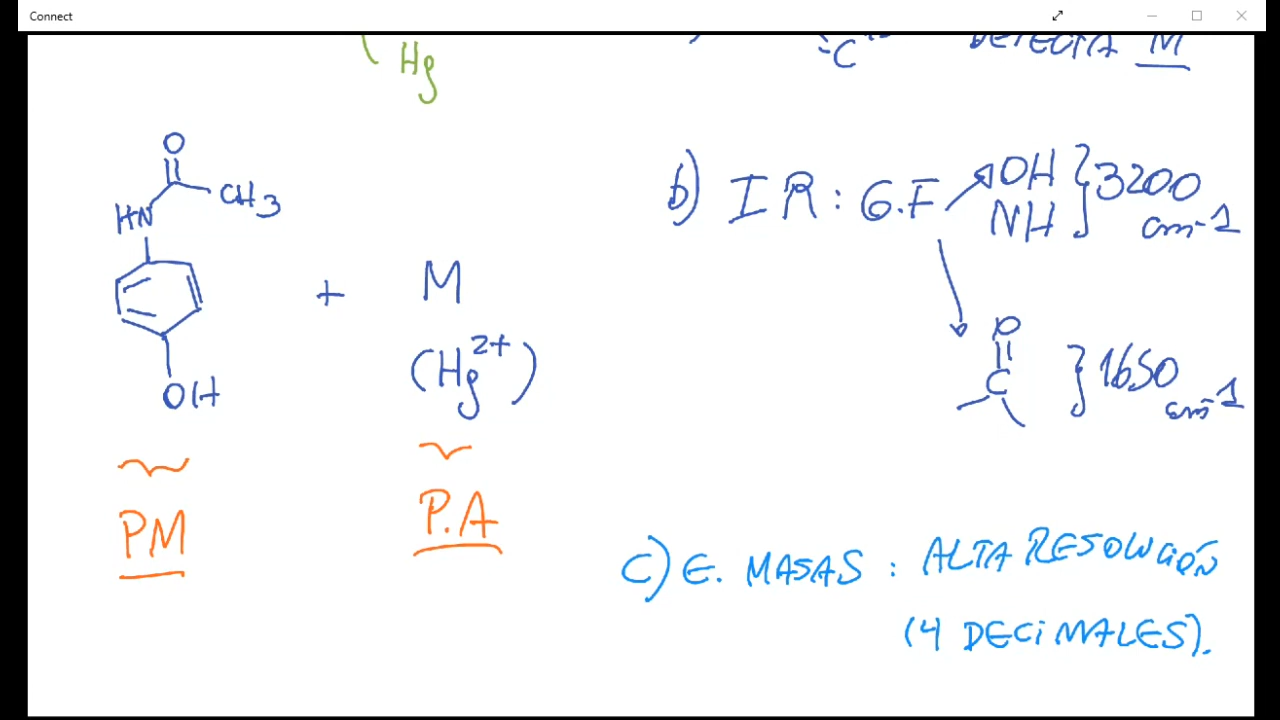 Connect
Hg
=C
DETECTA M
O
CH3
HN
OH
+ M
(Hg2+)
PM
P.A
b) IR: G.F OH } 3200
NH cm-1
O
C } 1650
cm-1
c) E. MASAS : ALTA RESOLUCIÓN
(4 DECIMALES).